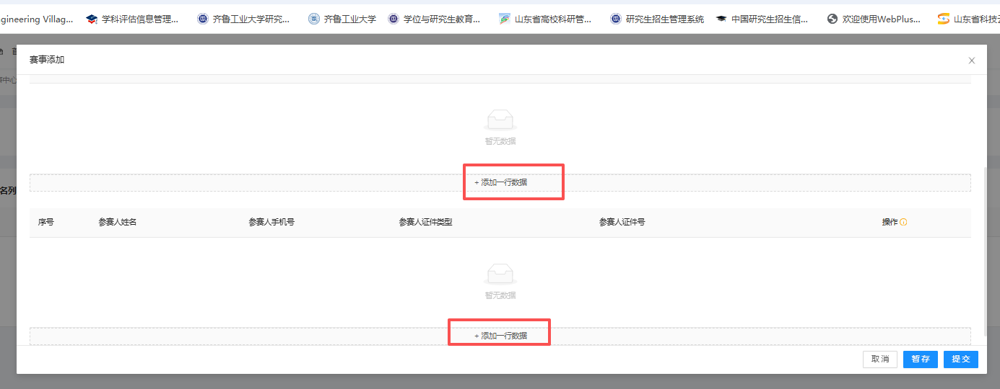 ngineering Villag... 学科评估信息管理... 齐鲁工业大学研究... 齐鲁工业大学 学位与研究生教育... 山东省高校科研管... 研究生招生管理系统 中国研究生招生信... 欢迎使用WebPlus... 山东省科技云
赛事添加
暂无数据
+ 添加一行数据
名列
序号 参赛人姓名 参赛人手机号 参赛人证件类型 参赛人证件号 操作
暂无数据
+ 添加一行数据
取消 暂存 提交